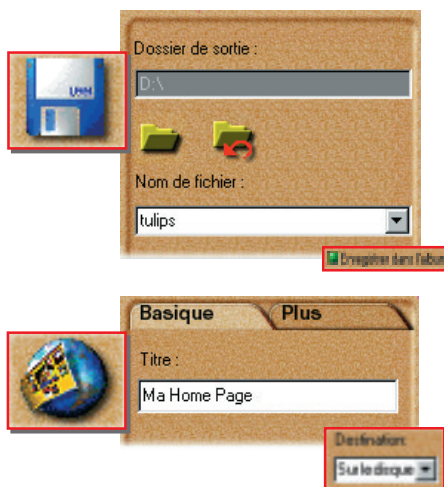 Dossier de sortie :
D:\
Nom de fichier :
tulips
Enregistrer dans l'album
Basique
Plus
Titre :
Ma Home Page
Destination:
Sur le disque